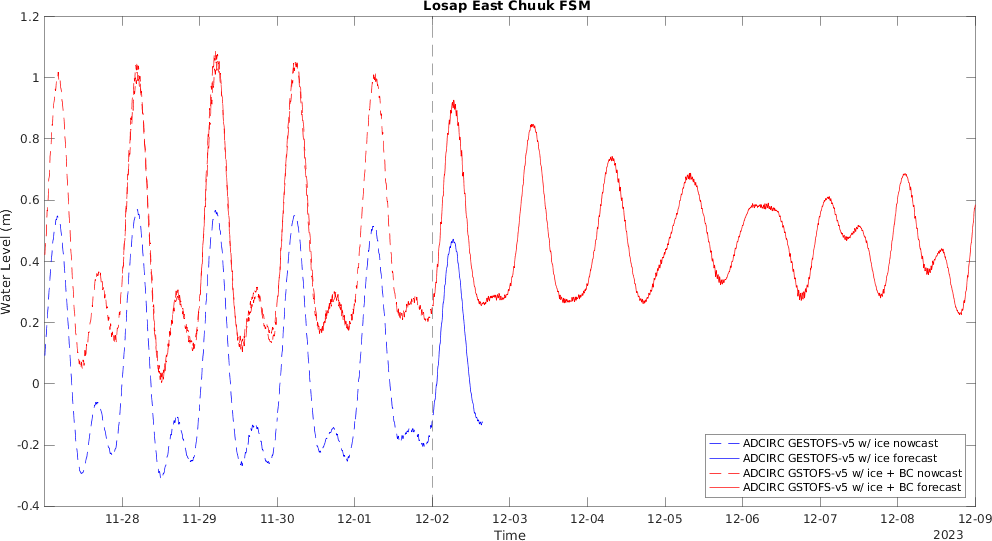 Losap East Chuuk FSM
1.2
1
0.8
0.6
0.4
0.2
0
-0.2
-0.4
Water Level (m)
11-28 11-29 11-30 12-01 12-02 12-03 12-04 12-05 12-06 12-07 12-08 12-09
Time
2023
ADCIRC GESTOFS-v5 w/ ice nowcast
ADCIRC GESTOFS-v5 w/ ice forecast
ADCIRC GSTOFS-v5 w/ ice + BC nowcast
ADCIRC GSTOFS-v5 w/ ice + BC forecast